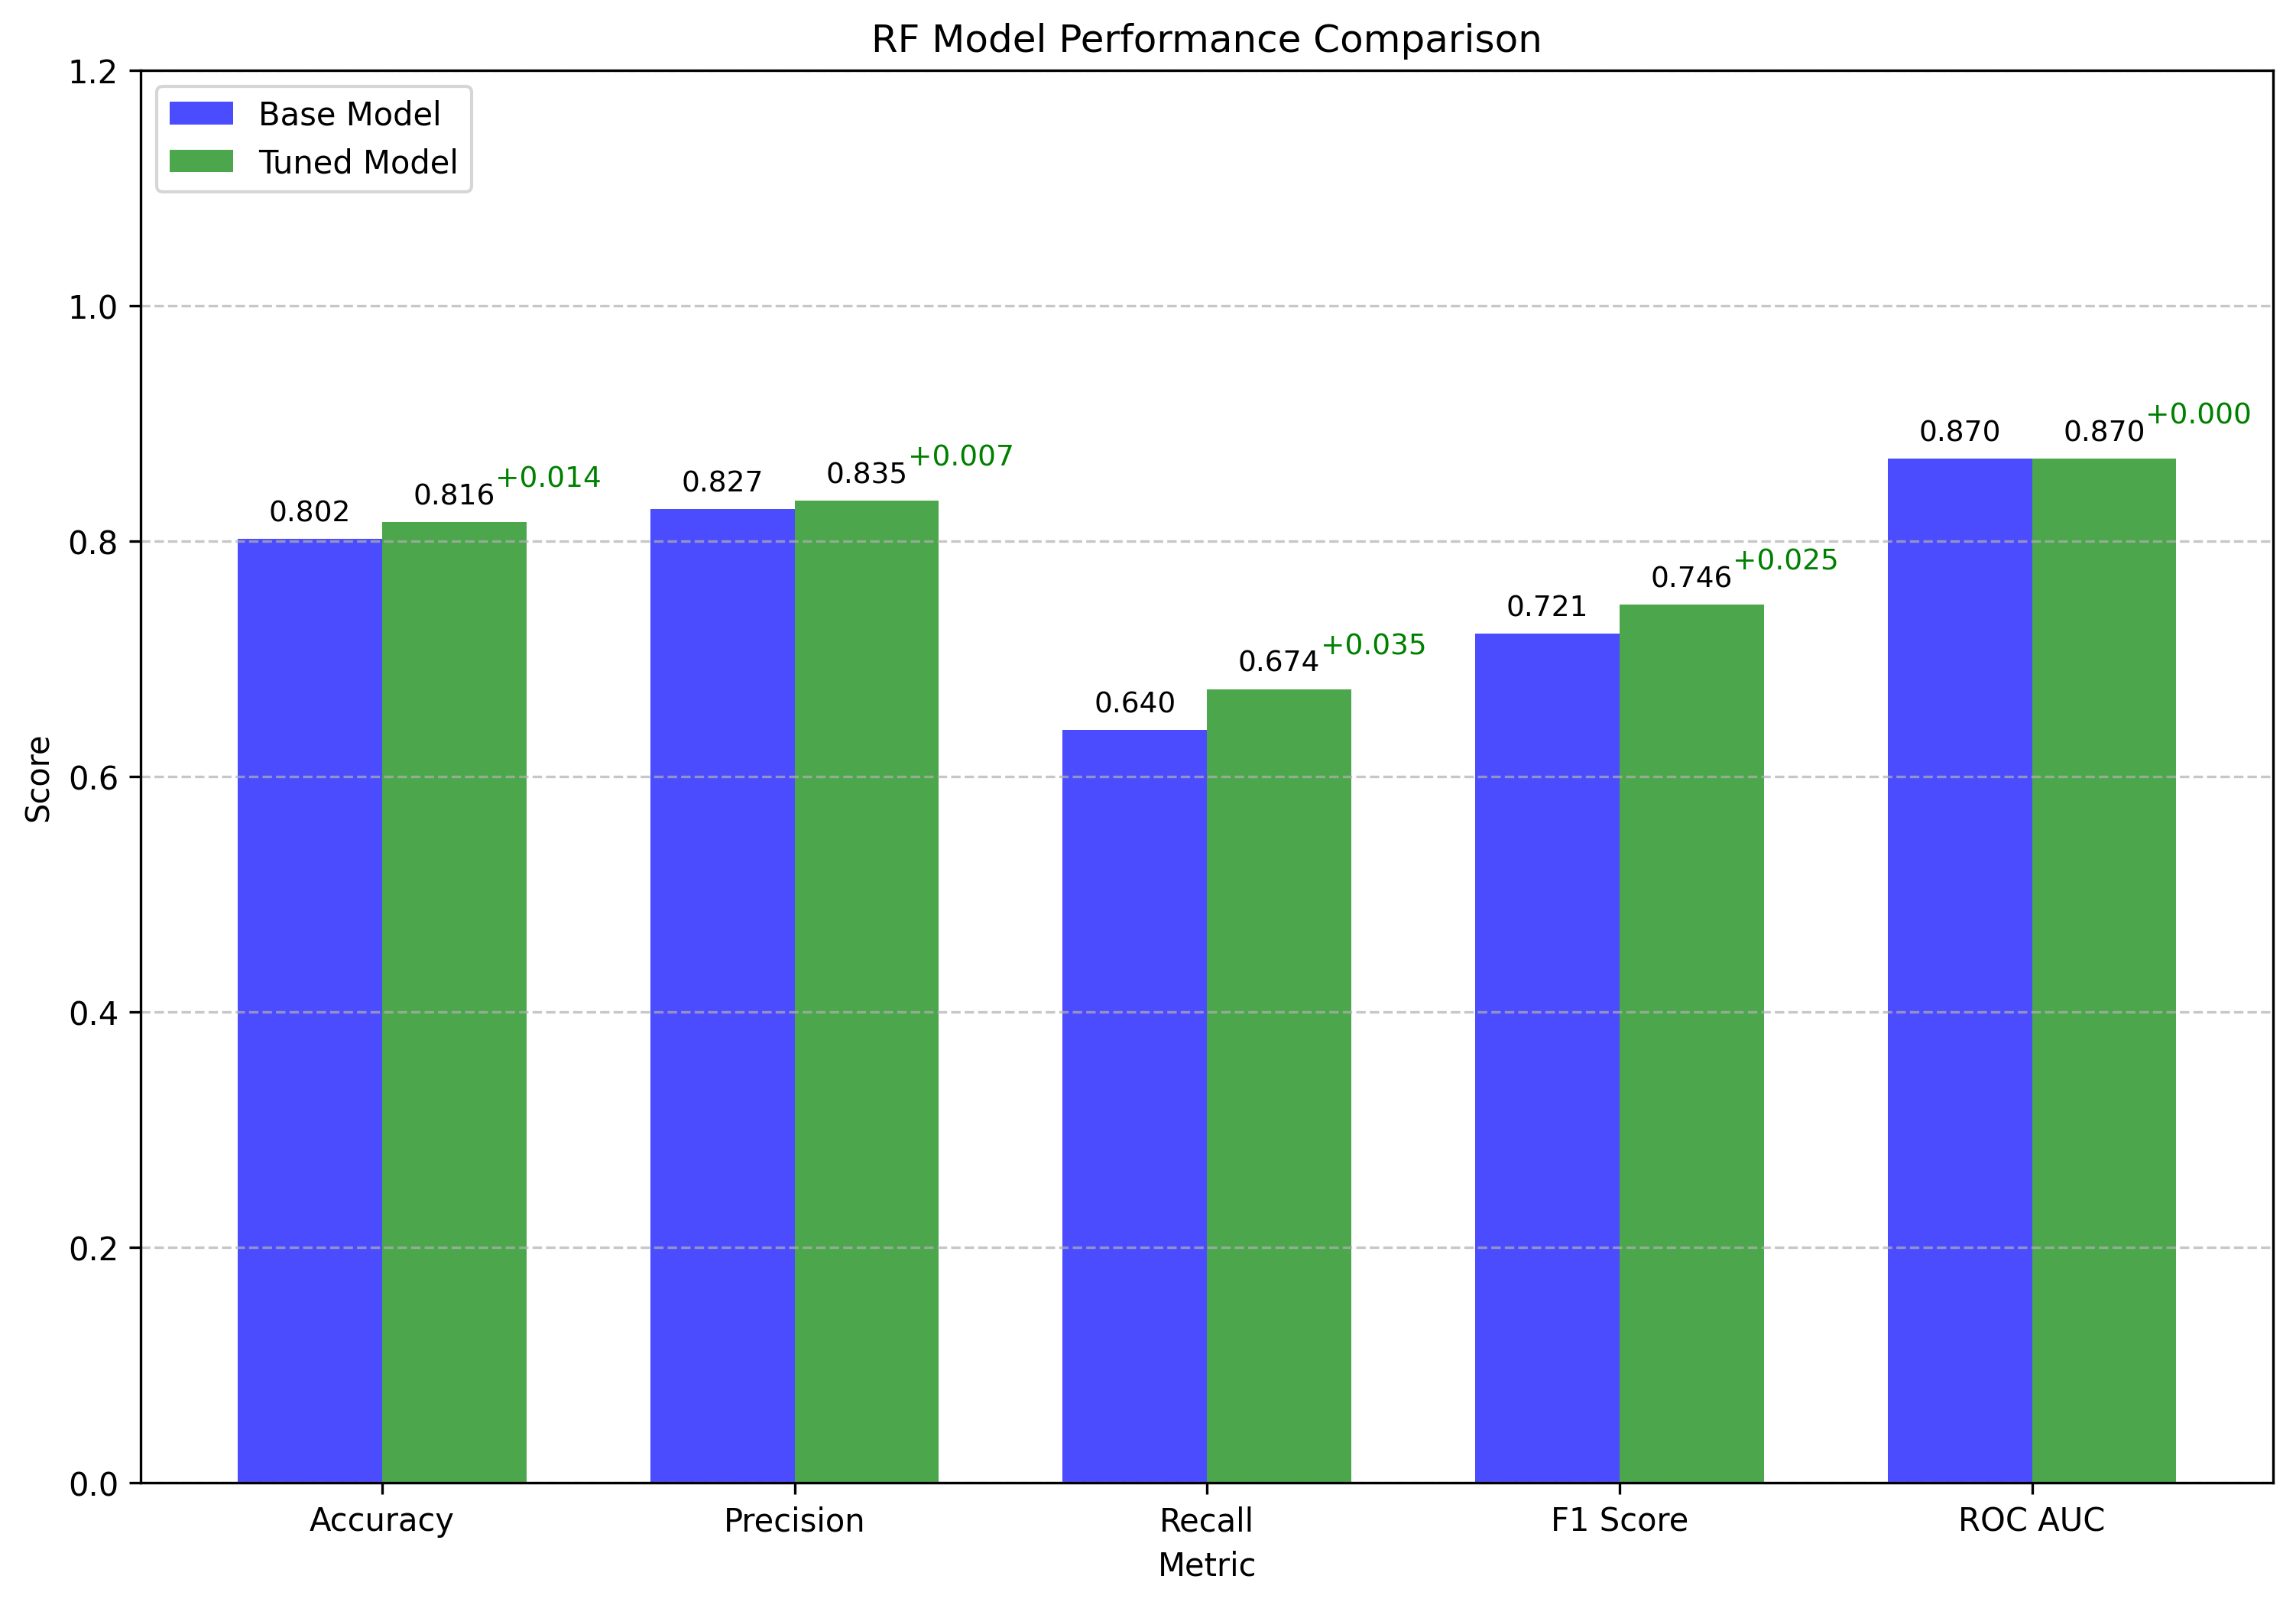 RF Model Performance Comparison
Base Model
Tuned Model
Score
1.2
1.0
0.8
0.6
0.4
0.2
0.0
0.802
0.816
+0.014
0.827
0.835
+0.007
0.640
0.674
+0.035
0.721
0.746
+0.025
0.870
0.870
+0.000
Accuracy
Precision
Recall
F1 Score
ROC AUC
Metric